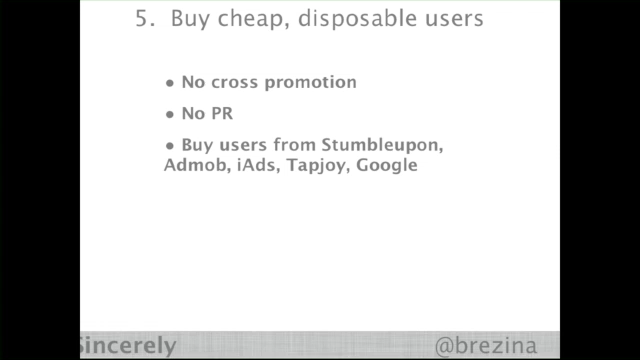 5. Buy cheap, disposable users
• No cross promotion
• No PR
• Buy users from Stumbleupon,
Admob, iAds, Tapjoy, Google
Sincerely
@brezina